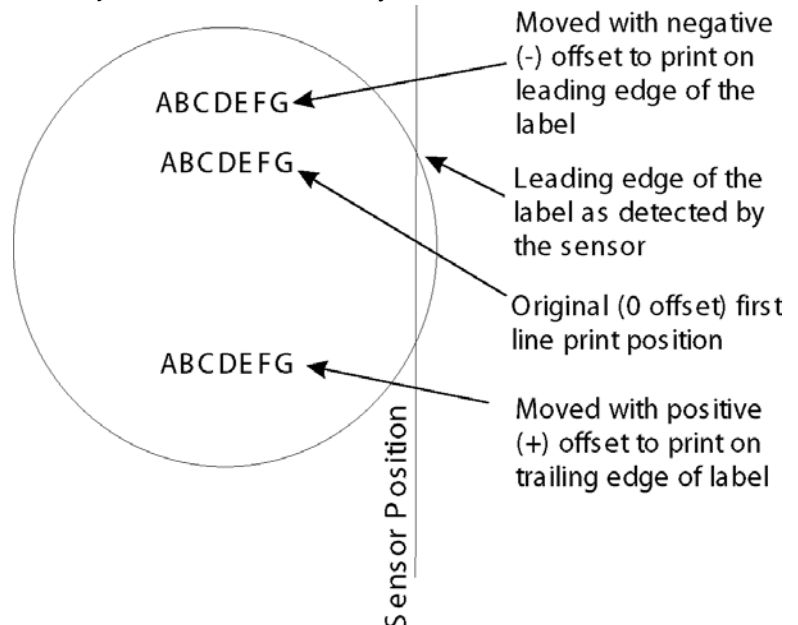 Moved with negative
(-) offset to print on
leading edge of the
label
ABCDEFG
ABCDEFG
Leading edge of the
label as detected by
the sensor
Original (0 offset) first
line print position
ABCDEFG
Moved with positive
(+) offset to print on
trailing edge of label
Sensor Position